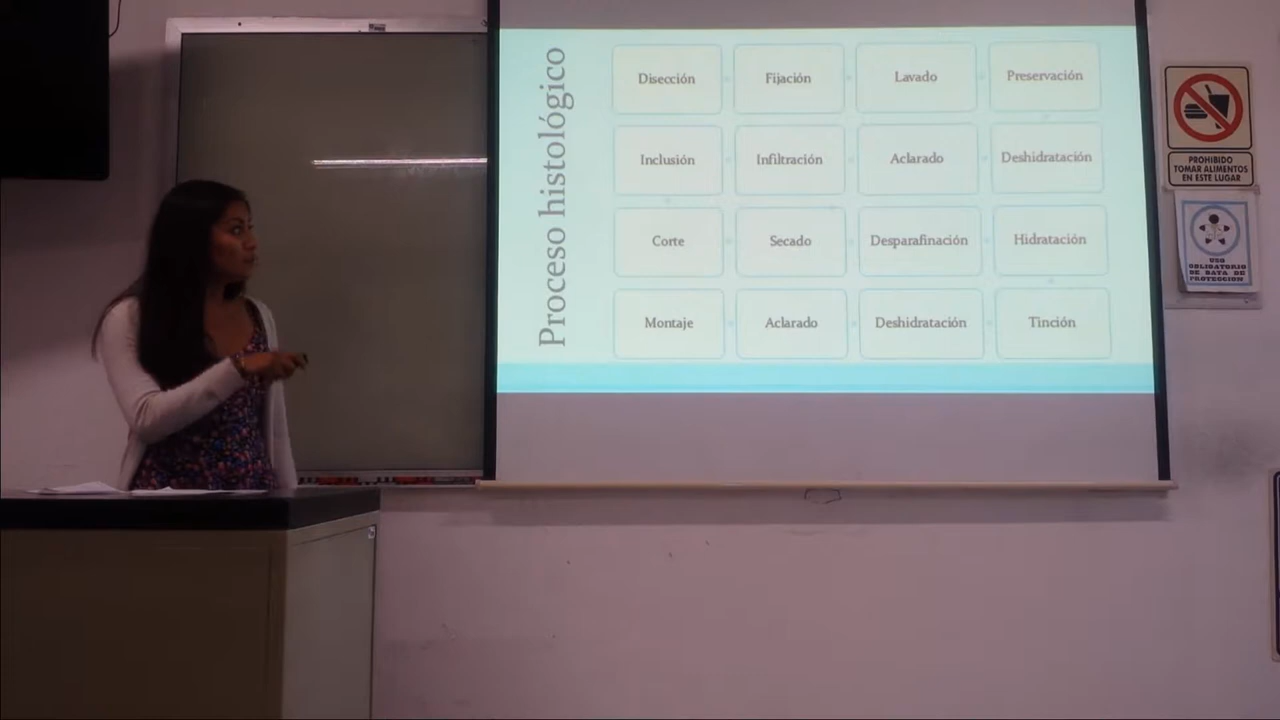 Proceso histológico
Disección
Fijación
Lavado
Preservación
Inclusión
Infiltración
Aclarado
Deshidratación
Corte
Secado
Desparafinación
Hidratación
Montaje
Aclarado
Deshidratación
Tinción
PROHIBIDO
TOMAR ALIMENTOS
EN ESTE LUGAR
USO
OBLIGATORIO
DE BATA DE
PROTECCION